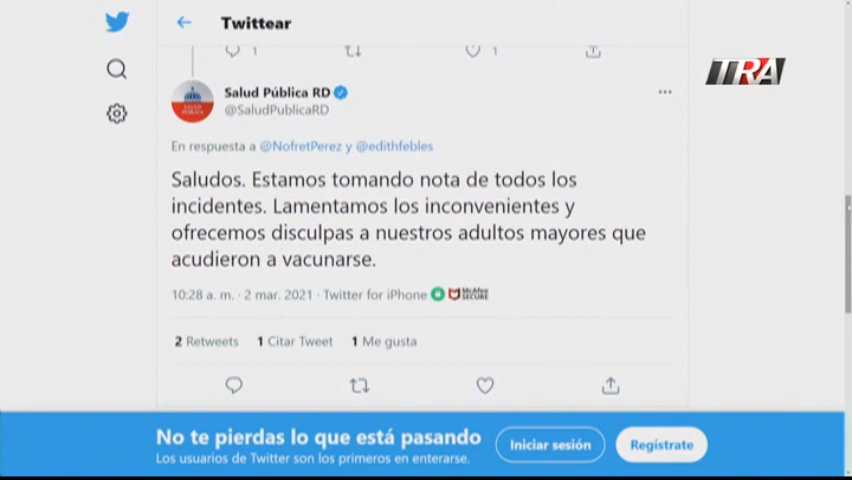 Twittear
1
1
TRA
Salud Pública RD
@SaludPublicaRD
En respuesta a @NofretPerez y @edithfebles
Saludos. Estamos tomando nota de todos los
incidentes. Lamentamos los inconvenientes y
ofrecemos disculpas a nuestros adultos mayores que
acudieron a vacunarse.
10:28 a. m. · 2 mar. 2021 · Twitter for iPhone McAfee
SECURE
2 Retweets 1 Citar Tweet 1 Me gusta
No te pierdas lo que está pasando
Los usuarios de Twitter son los primeros en enterarse.
Iniciar sesión
Regístrate